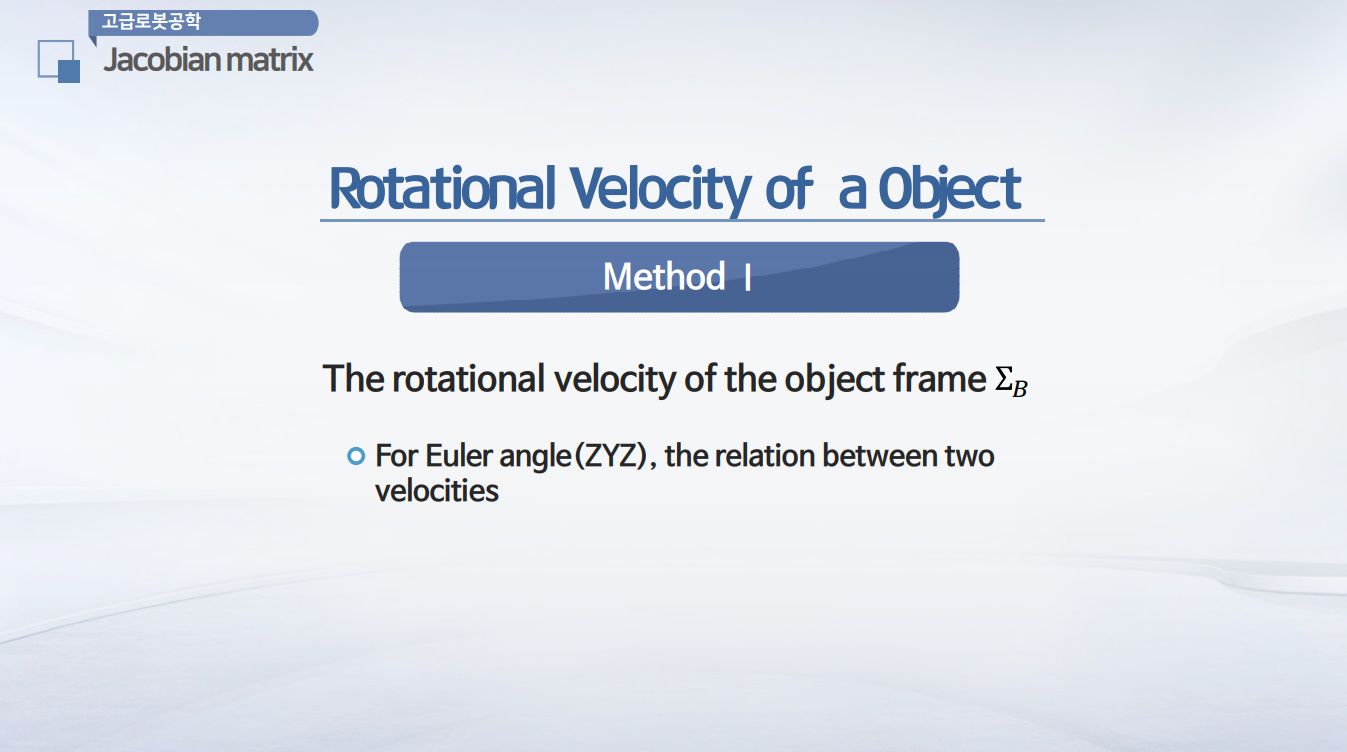 고급로봇공학
Jacobian matrix
Rotational Velocity of a Object
Method Ⅰ
The rotational velocity of the object frame Σ_B
For Euler angle(ZYZ), the relation between two
velocities